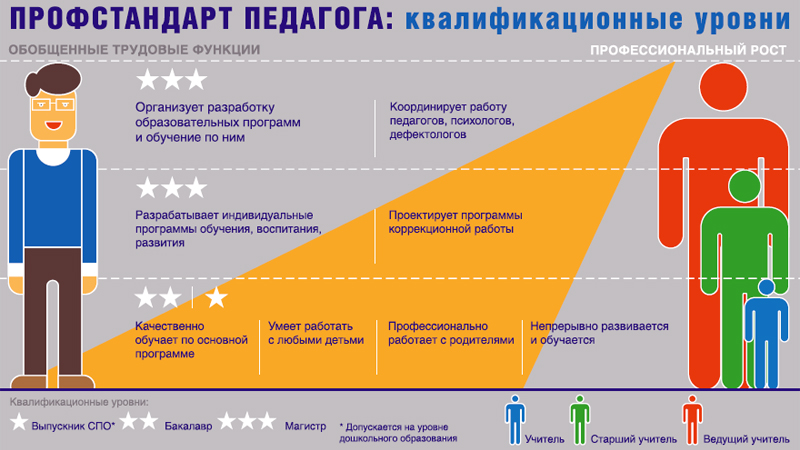 ПРОФСТАНДАРТ ПЕДАГОГА: квалификационные уровни
ОБОБЩЕННЫЕ ТРУДОВЫЕ ФУНКЦИИ
ПРОФЕССИОНАЛЬНЫЙ РОСТ
Организует разработку
образовательных программ
и обучение по ним
Координирует работу
педагогов, психологов,
дефектологов
Разрабатывает индивидуальные
программы обучения, воспитания,
развития
Проектирует программы
коррекционной работы
Качественно
обучает по основной
программе
Умеет работать
с любыми детьми
Профессионально
работает с родителями
Непрерывно развивается
и обучается
Квалификационные уровни:
Выпускник СПО*
Бакалавр
Магистр
* Допускается на уровне
дошкольного образования
Учитель
Старший учитель
Ведущий учитель